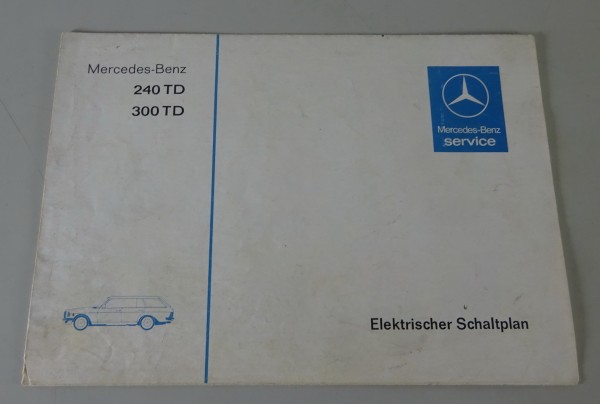 Mercedes-Benz
240 TD
300 TD
Mercedes-Benz
service
Elektrischer Schaltplan